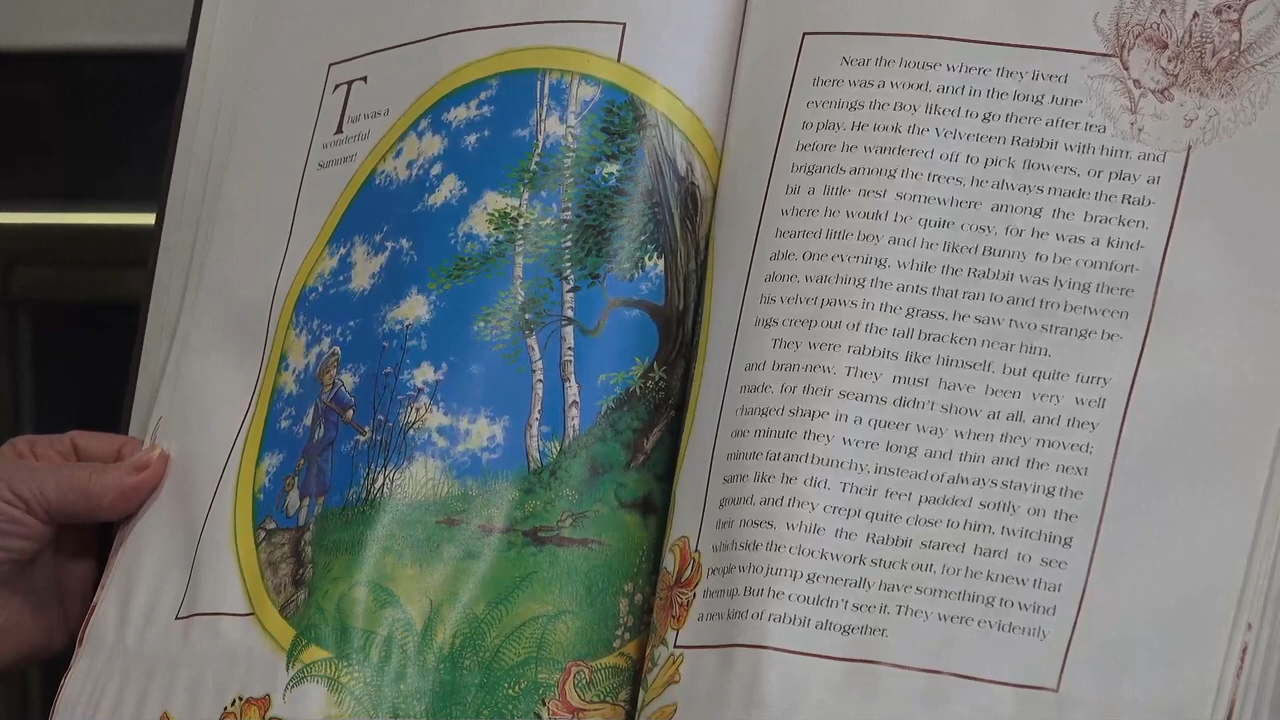 That was a
wonderful
Summer!
Near the house where they lived
there was a wood, and in the long June
evenings the Boy liked to go there after tea
to play. He took the Velveteen Rabbit with him, and
before he wandered off to pick flowers, or play at
brigands among the trees, he always made the Rab-
bit a little nest somewhere among the bracken,
where he would be quite cosy, for he was a kind-
hearted little boy and he liked Bunny to be comfort-
able. One evening, while the Rabbit was lying there
alone, watching the ants that ran to and fro between
his velvet paws in the grass, he saw two strange be-
ings creep out of the tall bracken near him.
They were rabbits like himself, but quite furry
and bran-new. They must have been very well
made, for their seams didn't show at all, and they
changed shape in a queer way when they moved;
one minute they were long and thin and the next
minute fat and bunchy, instead of always staying the
same like he did. Their feet padded softly on the
ground, and they crept quite close to him, twitching
their noses, while the Rabbit stared hard to see
which side the clockwork stuck out, for he knew that
people who jump generally have something to wind
them up. But he couldn't see it. They were evidently
a new kind of rabbit altogether.